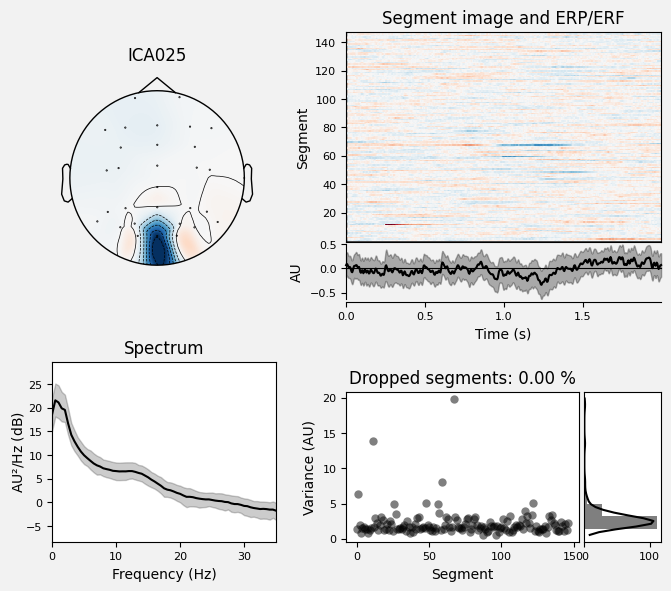 ICA025
Segment image and ERP/ERF
Segment
140
120
100
80
60
40
20
AU
0.5
0.0
−0.5
0.0 0.5 1.0 1.5
Time (s)
Spectrum
AU²/Hz (dB)
25
20
15
10
5
0
−5
0 10 20 30
Frequency (Hz)
Dropped segments: 0.00 %
Variance (AU)
20
15
10
5
0
0 50 100 150
Segment
0 100